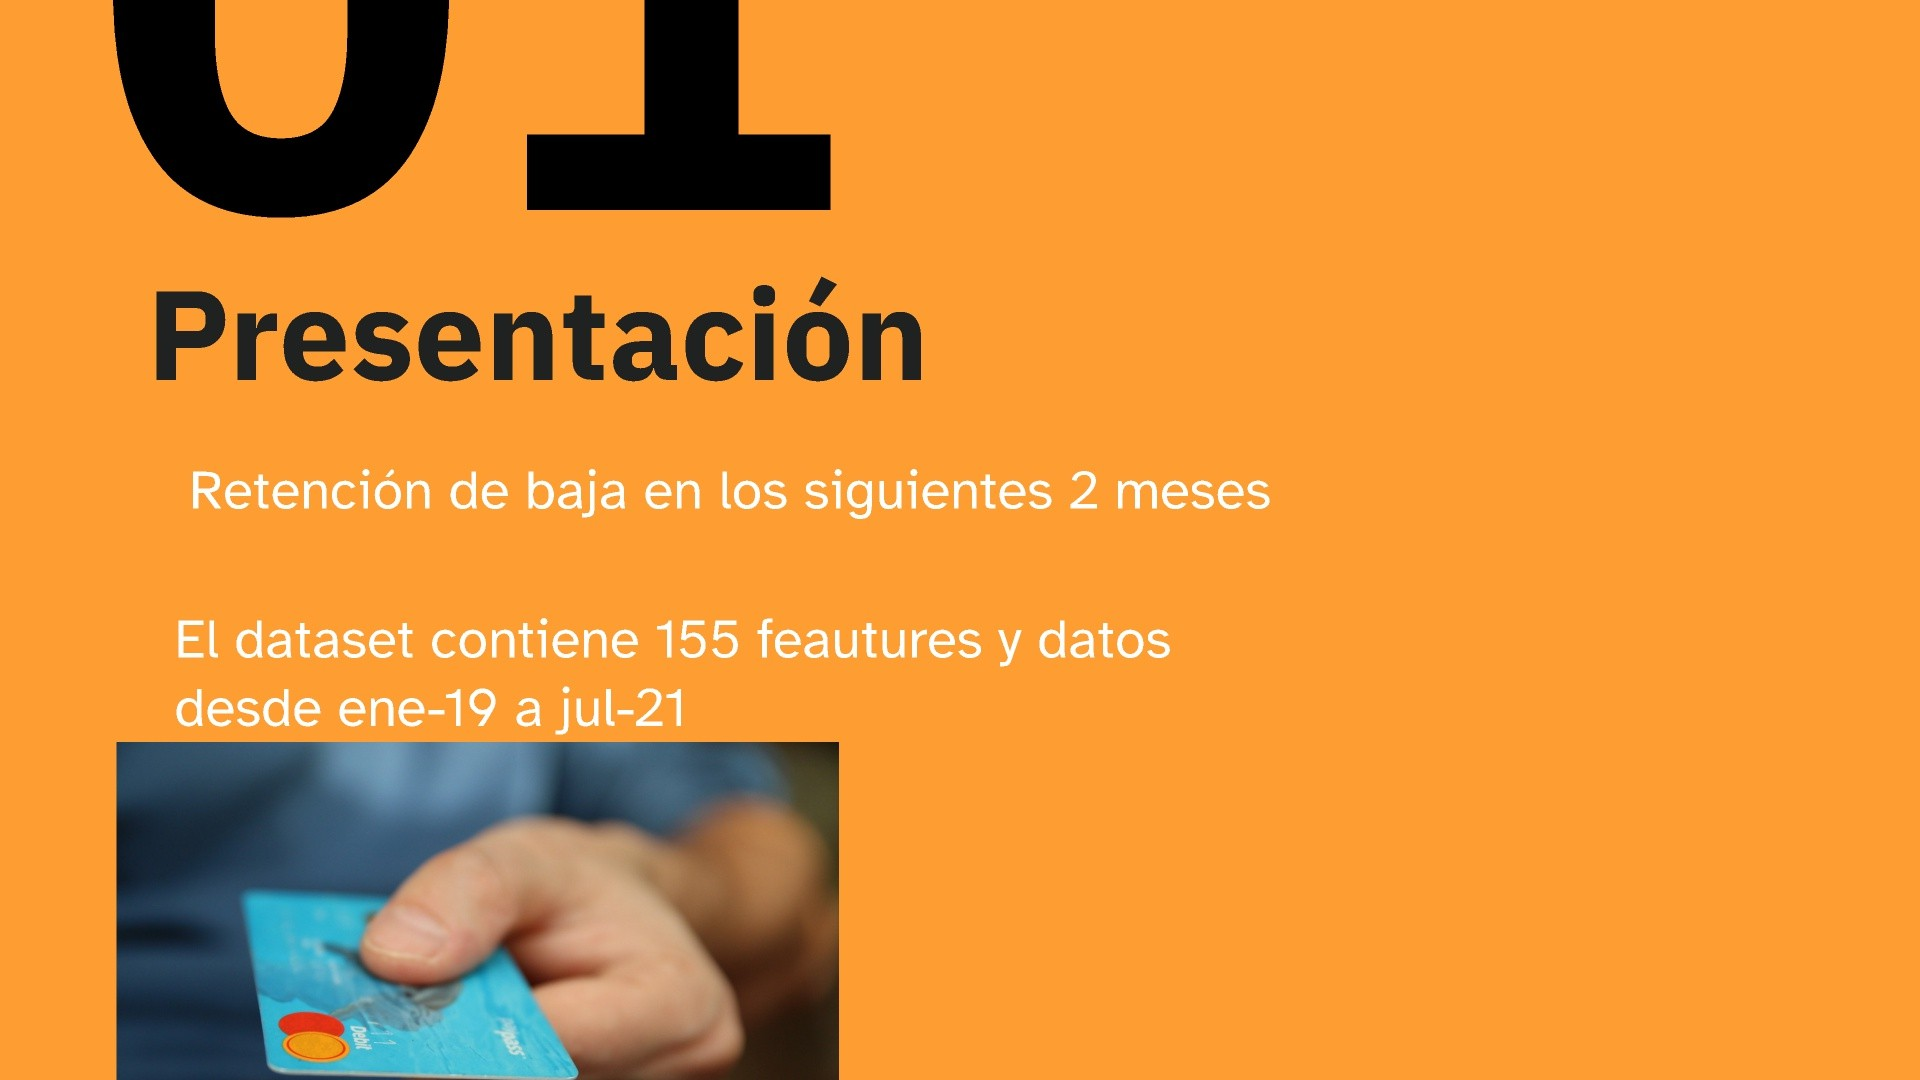 01
Presentación
Retención de baja en los siguientes 2 meses
El dataset contiene 155 feautures y datos
desde ene-19 a jul-21
Debit